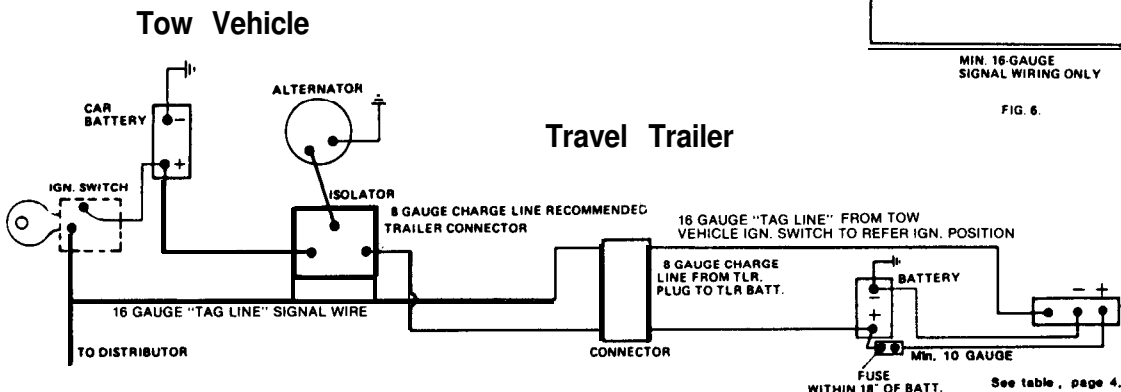 Tow Vehicle
MIN. 16-GAUGE
SIGNAL WIRING ONLY
FIG. 6.
CAR
BATTERY
-
+
ALTERNATOR
Travel Trailer
IGN. SWITCH
ISOLATOR
8 GAUGE CHARGE LINE RECOMMENDED
TRAILER CONNECTOR
16 GAUGE "TAG LINE" FROM TOW
VEHICLE IGN. SWITCH TO REFER IGN. POSITION
8 GAUGE CHARGE
LINE FROM TLR.
PLUG TO TLR BATT.
BATTERY
-
+
- +
16 GAUGE "TAG LINE" SIGNAL WIRE
TO DISTRIBUTOR
CONNECTOR
Min. 10 GAUGE
FUSE
WITHIN 18" OF BATT.
See table, page 4.